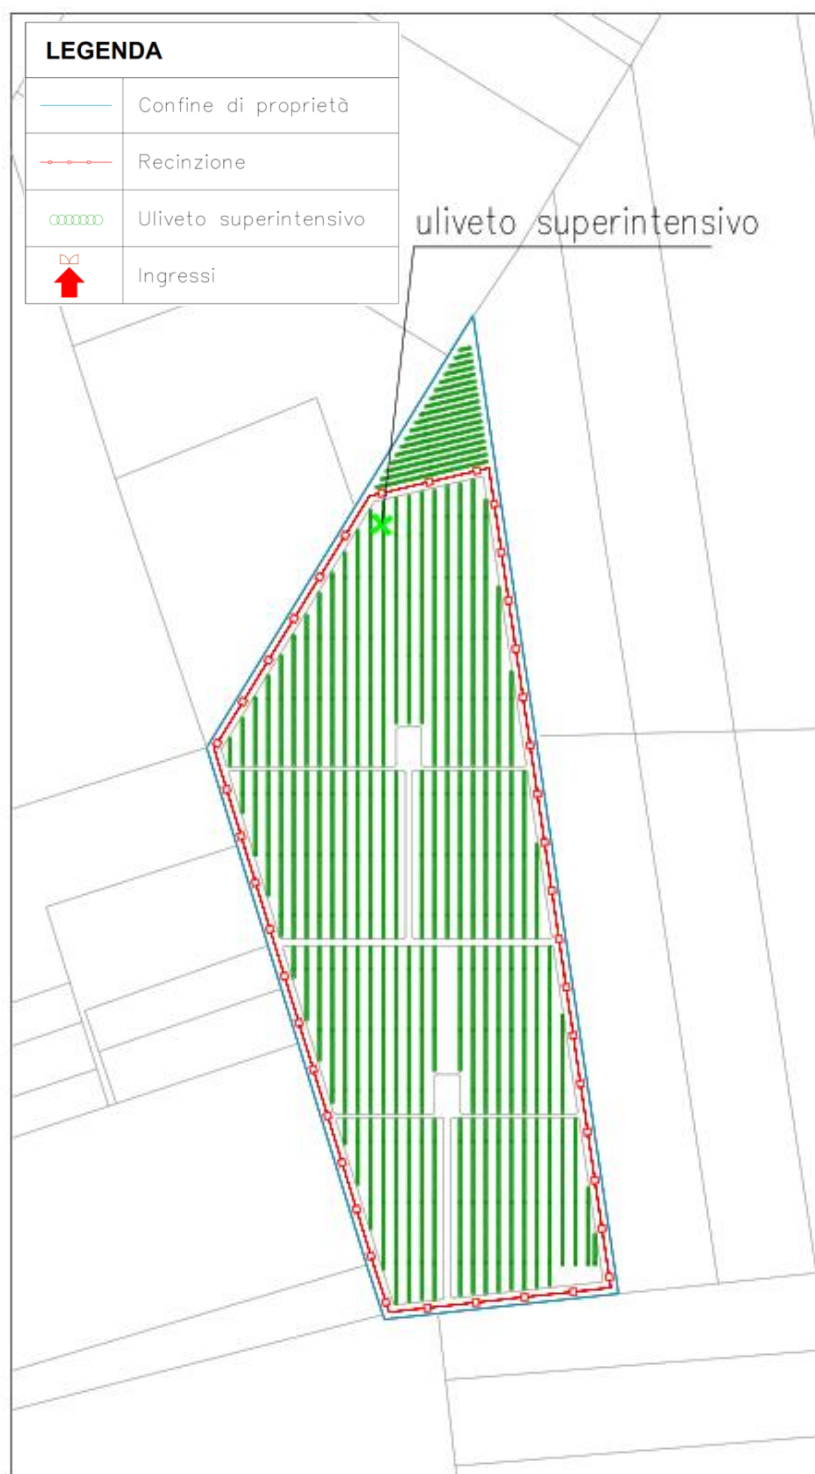 LEGENDA
Confine di proprietà
Recinzione
Uliveto superintensivo
Ingressi
uliveto superintensivo